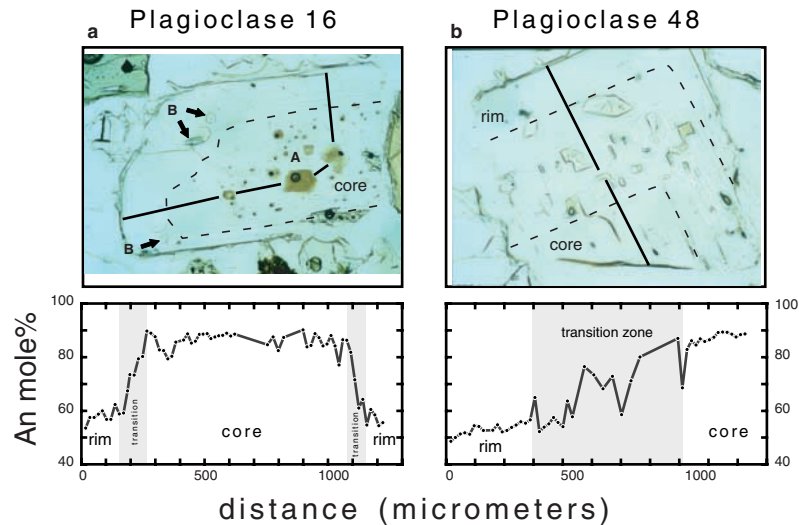 Plagioclase 16
Plagioclase 48
a
b
B
A
core
B
rim
core
100
80
60
40
An mole%
rim
transition
core
transition
rim
0
500
1000
transition zone
rim
core
100
80
60
40
0
500
1000
distance (micrometers)